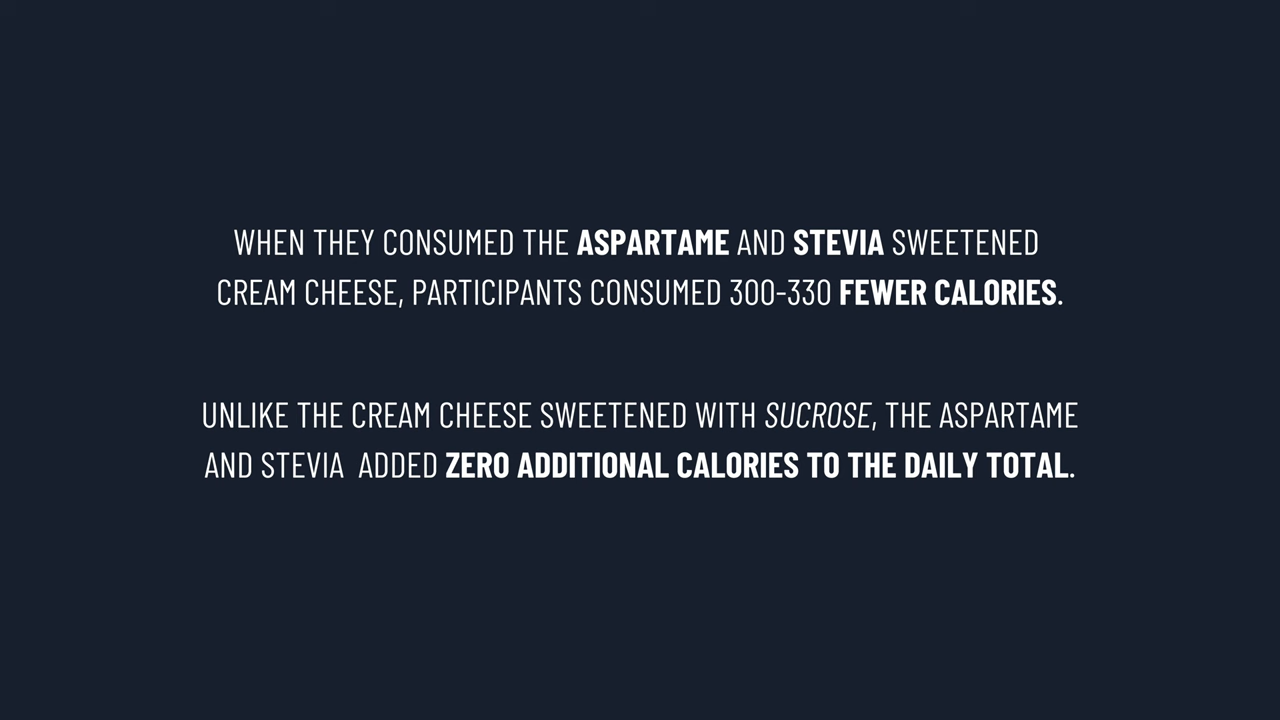 WHEN THEY CONSUMED THE ASPARTAME AND STEVIA SWEETENED
CREAM CHEESE, PARTICIPANTS CONSUMED 300-330 FEWER CALORIES.
UNLIKE THE CREAM CHEESE SWEETENED WITH SUCROSE, THE ASPARTAME
AND STEVIA  ADDED ZERO ADDITIONAL CALORIES TO THE DAILY TOTAL.